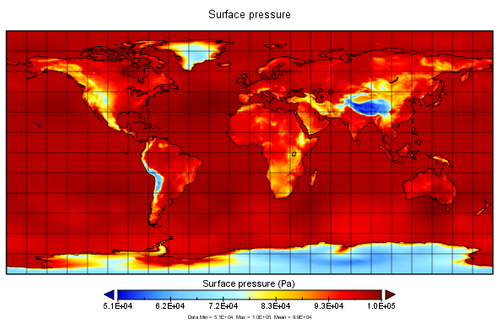 Surface pressure
Surface pressure (Pa)
5.1E+04 6.2E+04 7.2E+04 8.3E+04 9.3E+04 1.0E+05
Data Min = 5.1E+04, Max = 1.0E+05, Mean = 9.9E+04